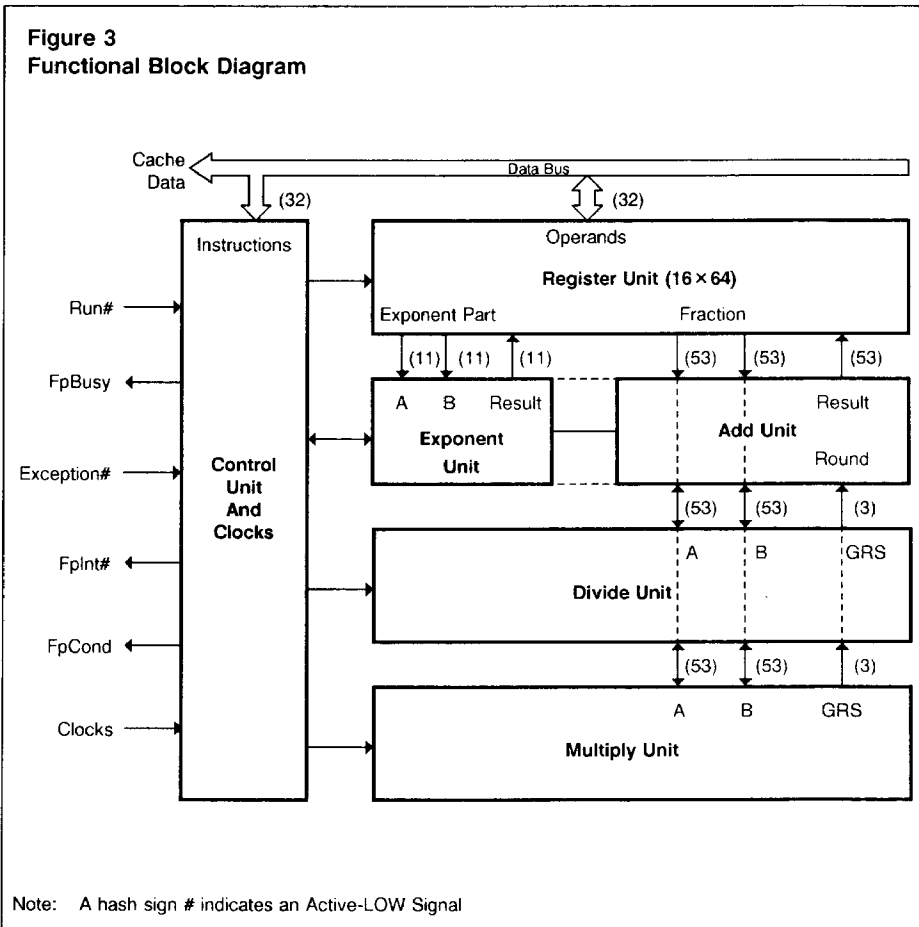 Figure 3
Functional Block Diagram
Cache
Data
Data Bus
(32)
(32)
Instructions
Operands
Register Unit (16×64)
Exponent Part
Fraction
Run#
(11)
(11)
(11)
(53)
(53)
(53)
FpBusy
A
B
Result
Exponent
Unit
Result
Add Unit
Round
Exception#
Control
Unit
And
Clocks
(53)
(53)
(3)
FpInt#
A
B
GRS
Divide Unit
FpCond
(53)
(53)
(3)
Clocks
A
B
GRS
Multiply Unit
Note: A hash sign # indicates an Active-LOW Signal